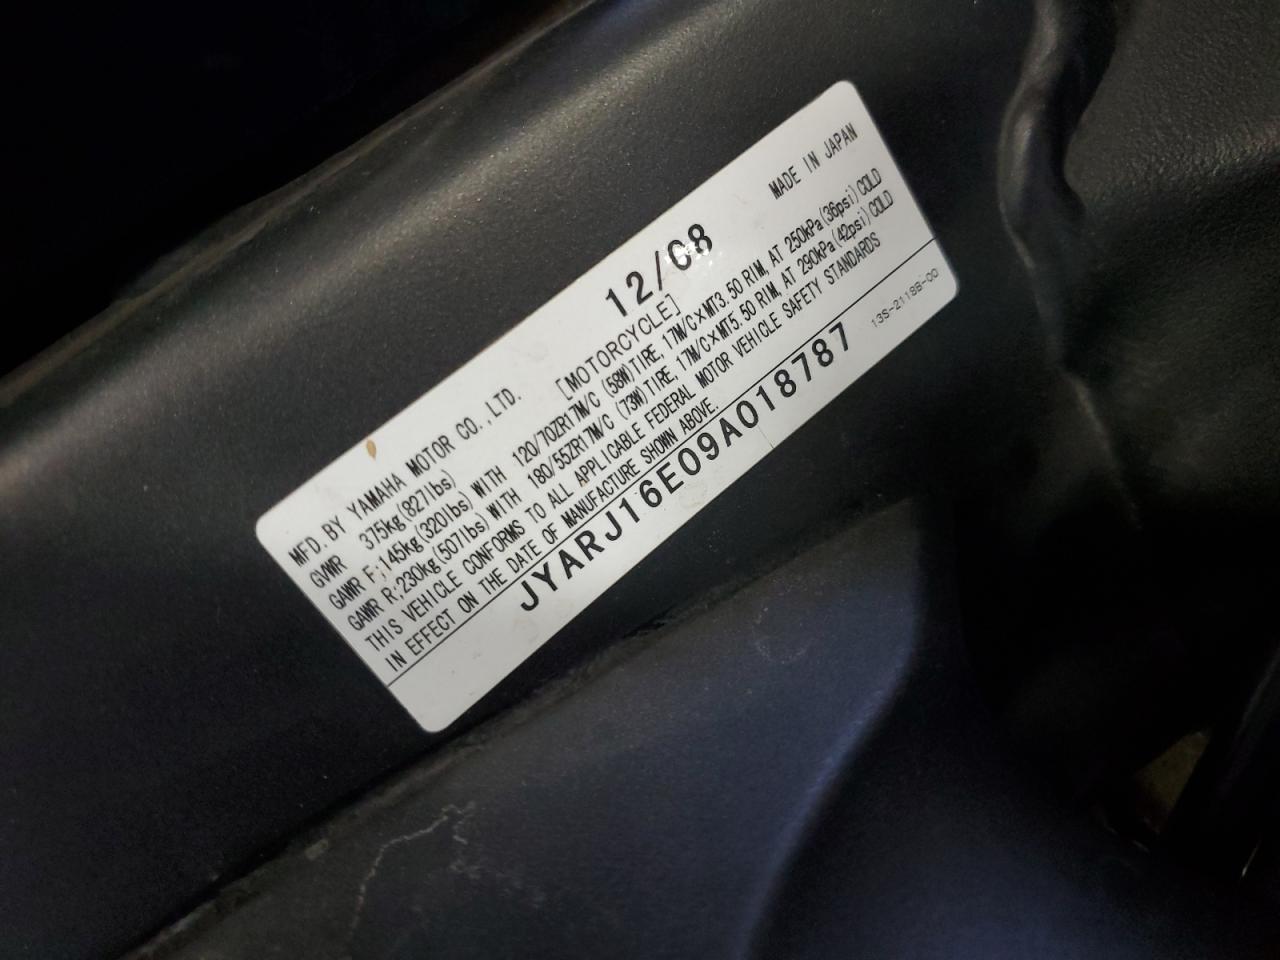 MFD. BY YAMAHA MOTOR CO., LTD. 12/08 MADE IN JAPAN
GVWR 375kg(827lbs) [MOTORCYCLE]
GAWR F;145kg(320lbs) WITH 120/70ZR17M/C (58W)TIRE, 17M/C×MT3.50 RIM, AT 250kPa(36psi)COLD
GAWR R;230kg(507lbs) WITH 180/55ZR17M/C (73W)TIRE, 17M/C×MT5.50 RIM, AT 290kPa(42psi)COLD
THIS VEHICLE CONFORMS TO ALL APPLICABLE FEDERAL MOTOR VEHICLE SAFETY STANDARDS
IN EFFECT ON THE DATE OF MANUFACTURE SHOWN ABOVE.
JYARJ16E09A018787 13S-2118B-00